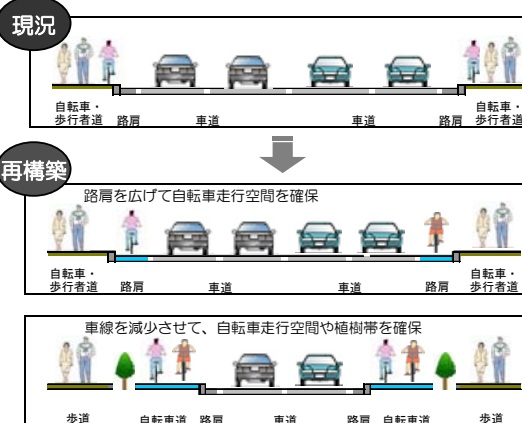 現況
自転車・
歩行者道 路肩 車道 車道 路肩 自転車・
歩行者道
再構築
路肩を広げて自転車走行空間を確保
自転車・
歩行者道 路肩 車道 車道 路肩 自転車・
歩行者道
車線を減少させて、自転車走行空間や植樹帯を確保
歩道 自転車道 路肩 車道 路肩 自転車道 歩道